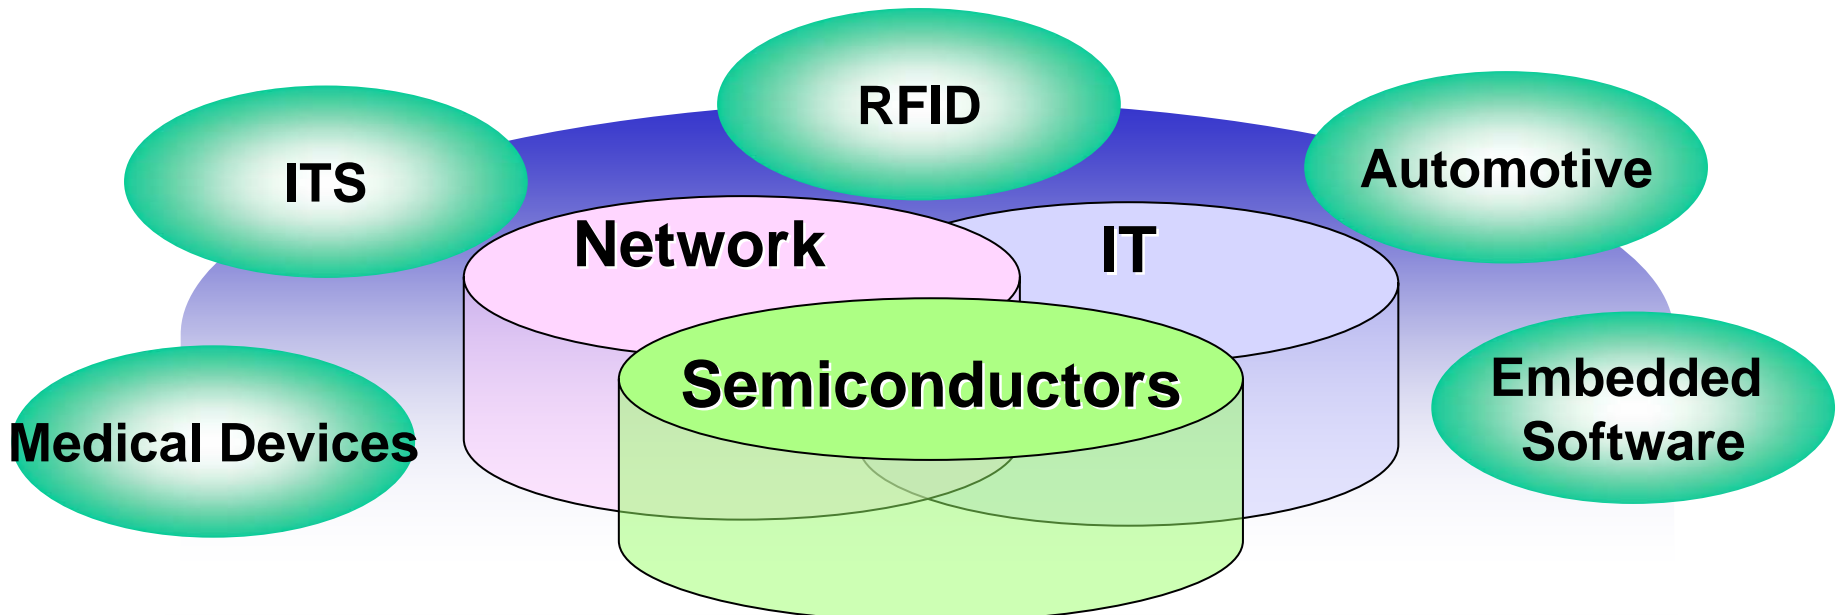 RFID
Automotive
ITS
Network
IT
Semiconductors
Embedded
Software
Medical Devices